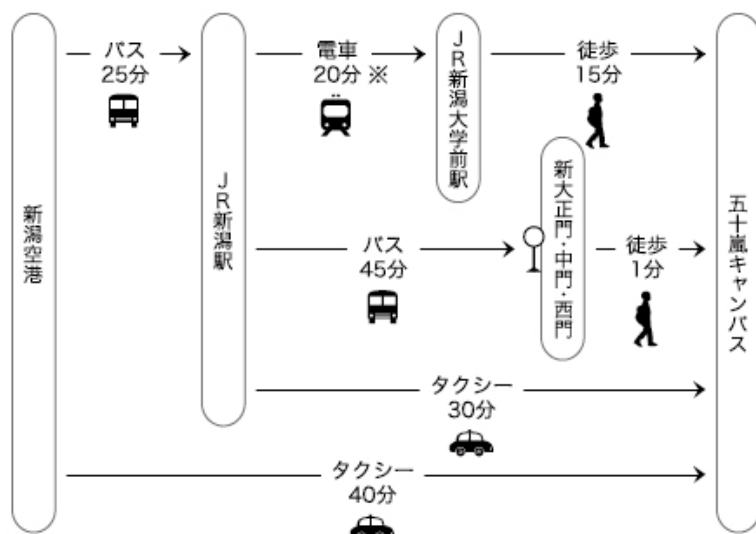 新潟空港
バス
25分
JR新潟駅
電車
20分 ※
JR新潟大学前駅
徒歩
15分
バス
45分
新大正門・中門・西門
徒歩
1分
タクシー
30分
タクシー
40分
五十嵐キャンパス